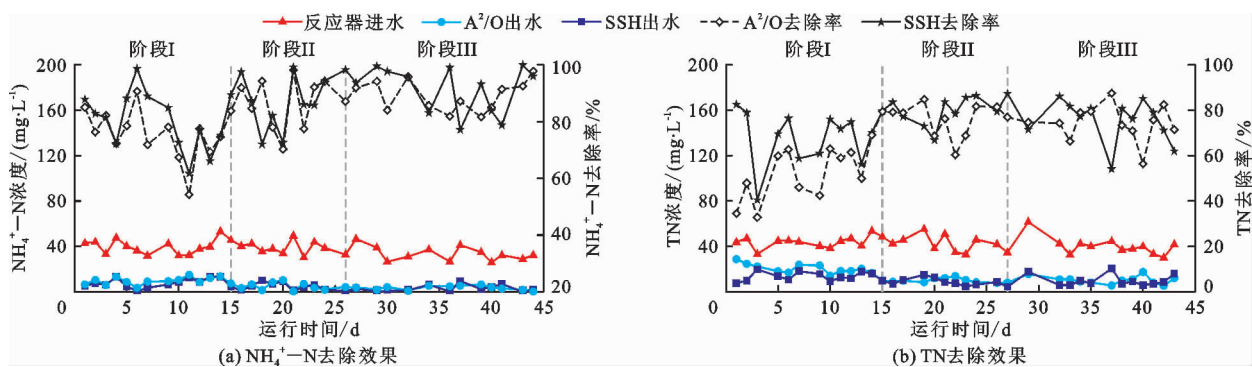 反应器进水 A²/O出水 SSH出水 A²/O去除率 SSH去除率
阶段I 阶段II 阶段III
200 160 120 80 40
NH₄⁺－N浓度/(mg·L⁻¹)
100 80 60 40 20
NH₄⁺－N去除率/%
0 5 10 15 20 25 30 35 40 45
运行时间/d
(a) NH₄⁺－N去除效果
阶段I 阶段II 阶段III
200 160 120 80 40
TN浓度/(mg·L⁻¹)
100 80 60 40 20 0
TN去除率/%
0 5 10 15 20 25 30 35 40 45
运行时间/d
(b) TN去除效果